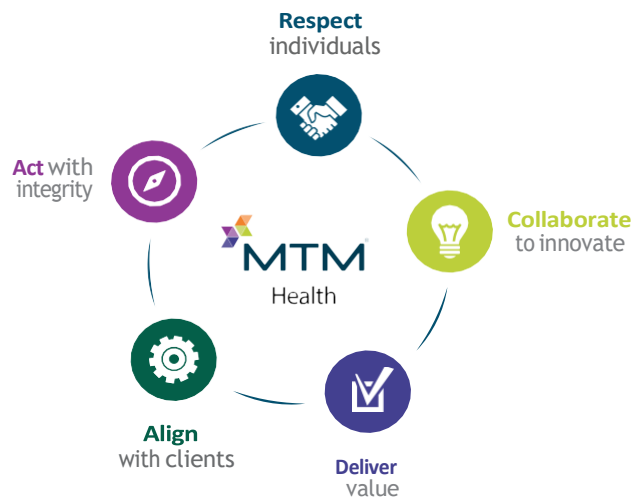 Respect
individuals
Act with
integrity
Collaborate
to innovate
MTM®
Health
Align
with clients
Deliver
value